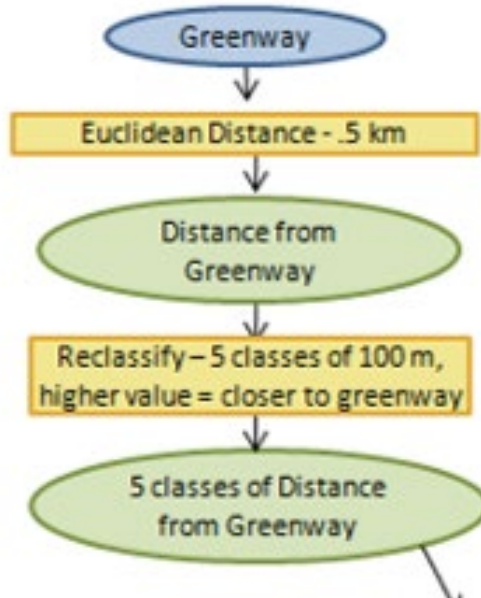 Greenway
Euclidean Distance - .5 km
Distance from
Greenway
Reclassify – 5 classes of 100 m,
higher value = closer to greenway
5 classes of Distance
from Greenway